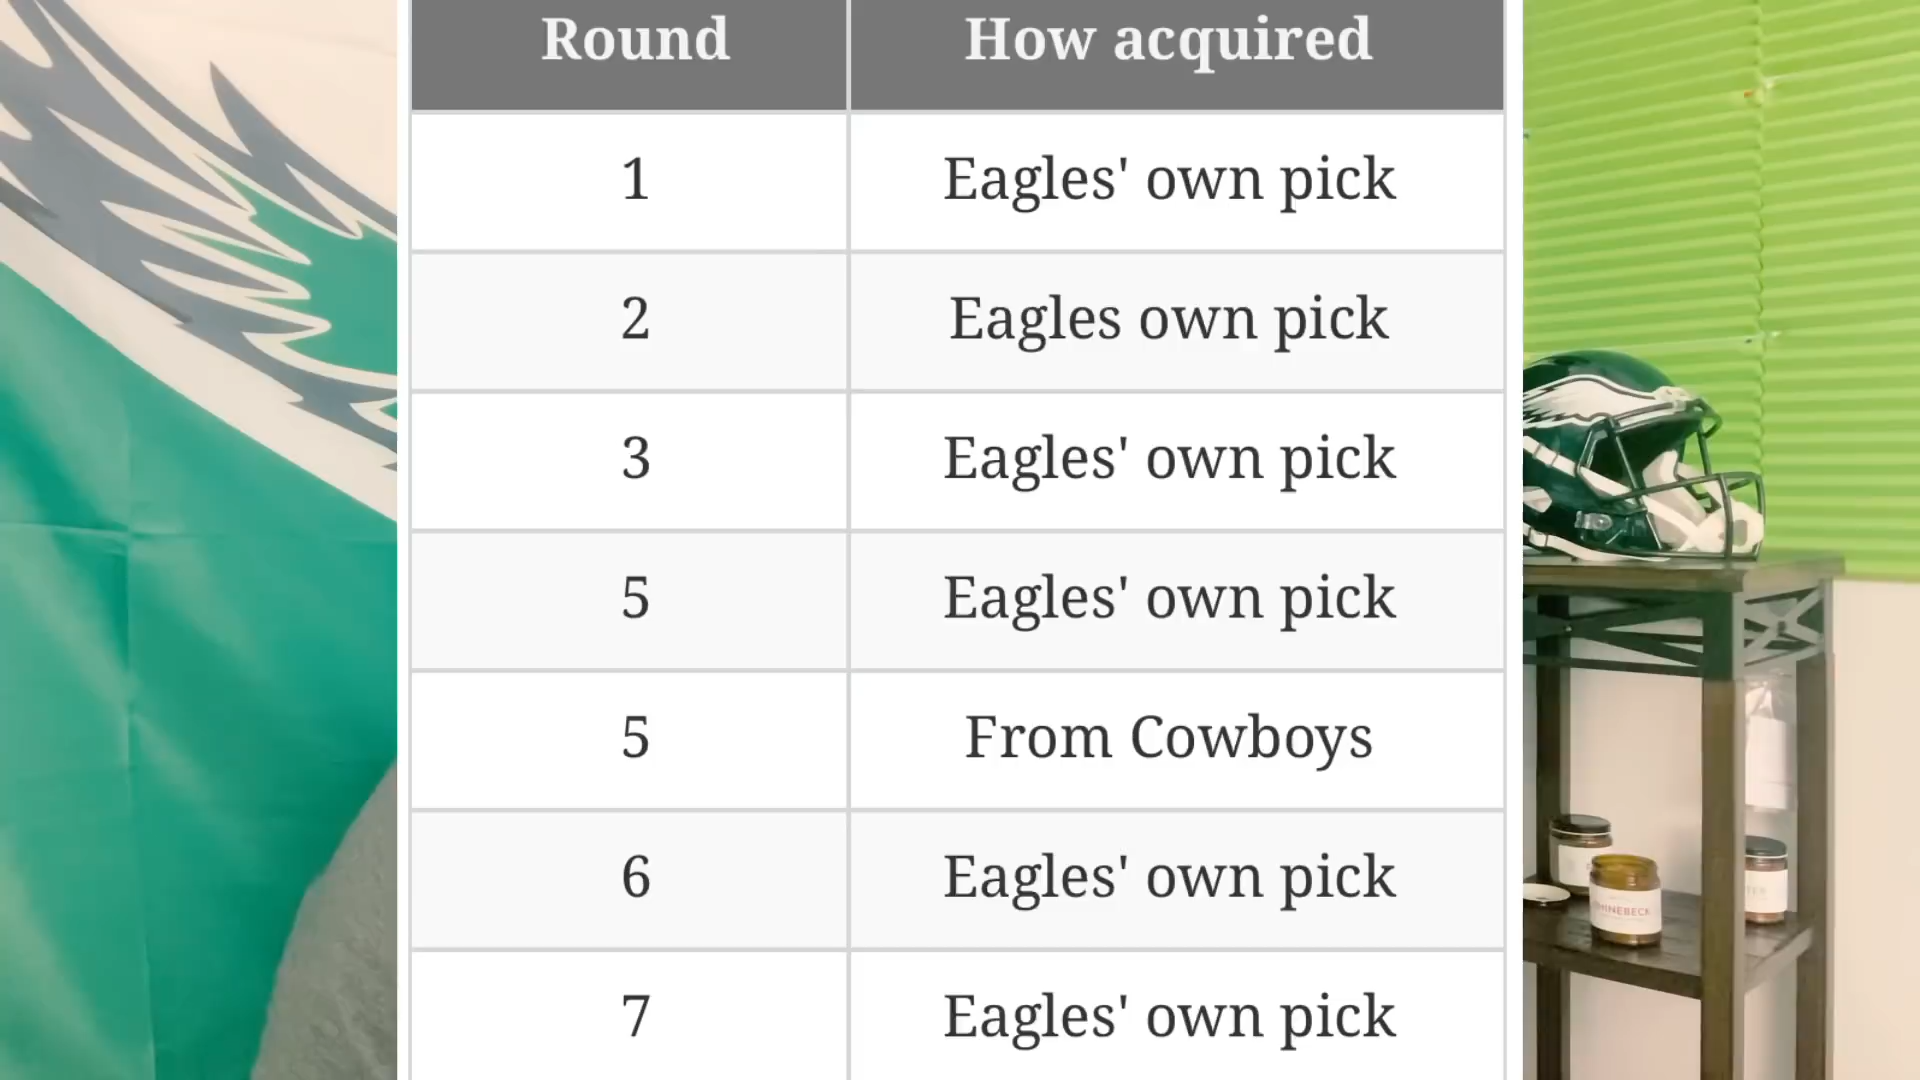 Round How acquired
1 Eagles' own pick
2 Eagles own pick
3 Eagles' own pick
5 Eagles' own pick
5 From Cowboys
6 Eagles' own pick
7 Eagles' own pick